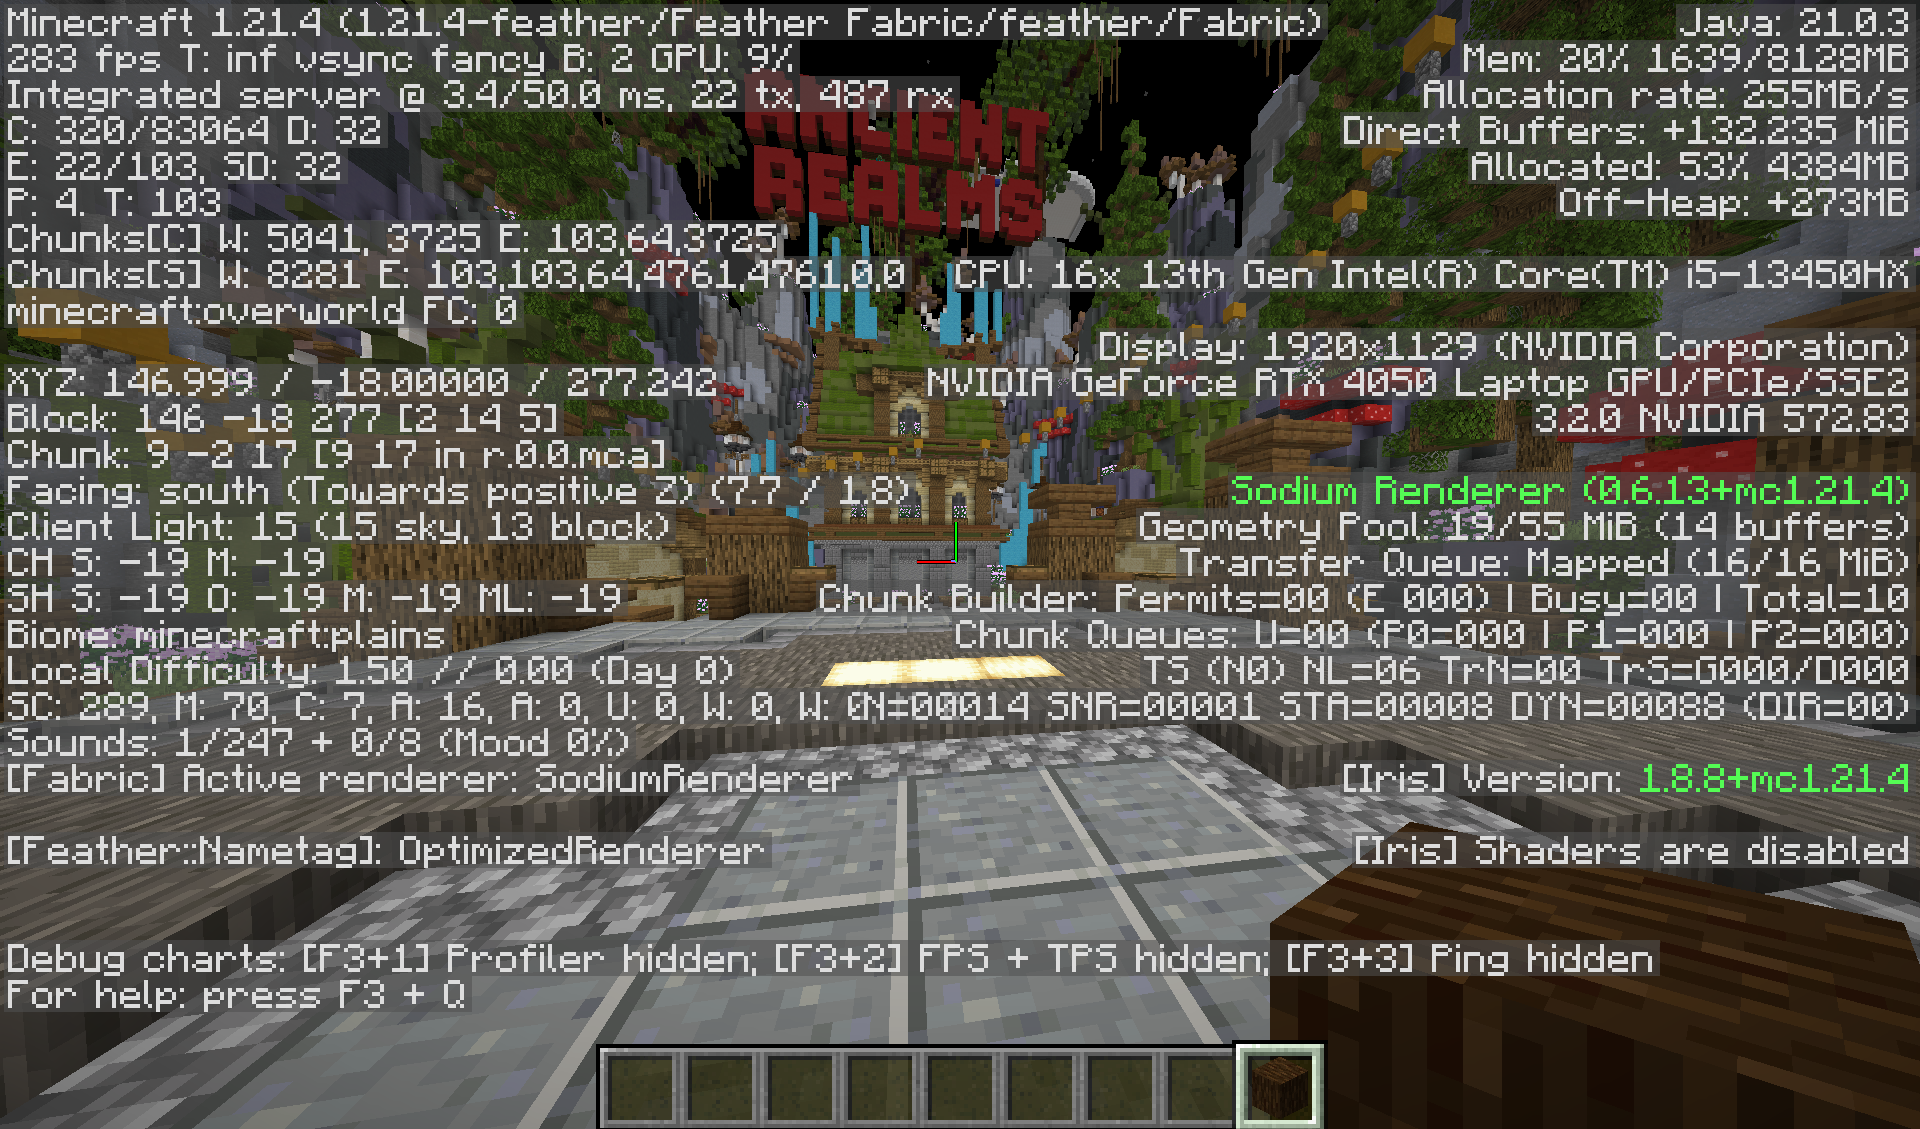 Minecraft 1.21.4 (1.21.4-feather/Feather Fabric/feather/Fabric)
283 fps T: inf vsync fancy B: 2 GPU: 9%
Integrated server @ 3.4/50.0 ms, 22 tx, 487 rx
C: 320/83064 D: 32
E: 22/103, SD: 32
P: 4. T: 103
Chunks[C] W: 5041, 3725 E: 103,64,3725
Chunks[S] W: 8281 E: 103,103,64,4761,4761,0,0
minecraft:overworld FC: 0
XYZ: 146.999 / -18.00000 / 277.242
Block: 146 -18 277 [2 14 5]
Chunk: 9 -2 17 [9 17 in r.0.0.mca]
Facing: south (Towards positive Z) (7.7 / 1.8)
Client Light: 15 (15 sky, 13 block)
CH S: -19 M: -19
SH S: -19 O: -19 M: -19 ML: -19
Biome: minecraft:plains
Local Difficulty: 1.50 // 0.00 (Day 0)
SC: 289, M: 70, C: 7, A: 16, A: 0, U: 0, W: 0, W:
Sounds: 1/247 + 0/8 (Mood 0%)
[Fabric] Active renderer: SodiumRenderer
[Feather::Nametag]: OptimizedRenderer
Debug charts: [F3+1] Profiler hidden; [F3+2] FPS + TPS hidden; [F3+3] Ping hidden
For help: press F3 + Q
ANCIENT
REALMS
Java: 21.0.3
Mem: 20% 1639/8128MB
Allocation rate: 255MB/s
Direct Buffers: +132.235 MiB
Allocated: 53% 4384MB
Off-Heap: +273MB
CPU: 16x 13th Gen Intel(R) Core(TM) i5-13450HX
Display: 1920x1129 (NVIDIA Corporation)
NVIDIA GeForce RTX 4050 Laptop GPU/PCIe/SSE2
3.2.0 NVIDIA 572.83
Sodium Renderer (0.6.13+mc1.21.4)
Geometry Pool: 19/55 MiB (14 buffers)
Transfer Queue: Mapped (16/16 MiB)
Chunk Builder: Permits=00 (E 000) | Busy=00 | Total=10
Chunk Queues: U=00 (P0=000 | P1=000 | P2=000)
TS (N0) NL=06 TrN=00 TrS=G000/D000
SNR=00001 STA=00008 DYN=00088 (DIR=00)
[Iris] Version: 1.8.8+mc1.21.4
[Iris] Shaders are disabled